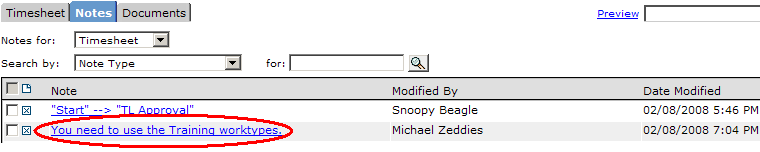 Timesheet Notes Documents Preview
Notes for: Timesheet
Search by: Note Type for:
Note Modified By Date Modified
"Start" --> "TL Approval" Snoopy Beagle 02/08/2008 5:46 PM
You need to use the Training worktypes. Michael Zeddies 02/08/2008 7:04 PM